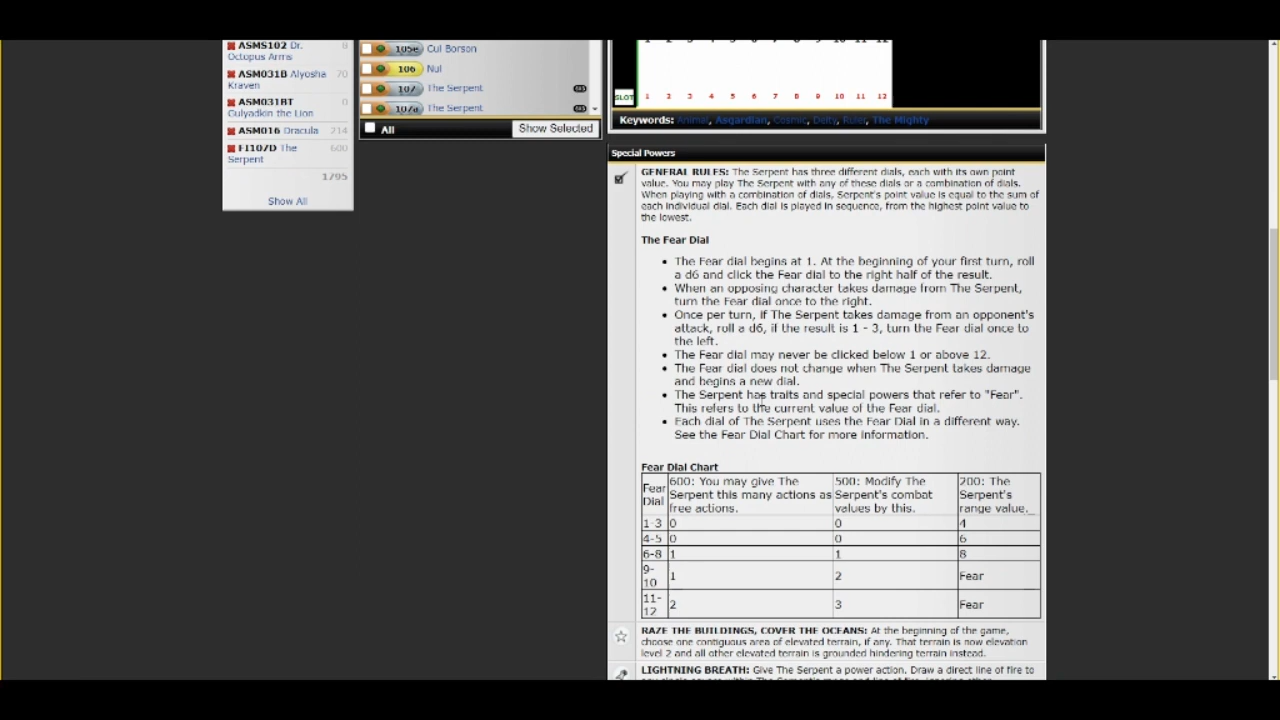 ASMS102 Dr. 8
Octopus Arms
ASM031B Alyosha 70
Kraven
ASM031BT 0
Gulyadkin the Lion
ASM016 Dracula 214
FI107D The 600
Serpent
1795
Show All
105e Cul Borson
106 Nul
107 The Serpent
107d The Serpent
All Show Selected
SLOT 1 2 3 4 5 6 7 8 9 10 11 12
Keywords: Animal, Asgardian, Cosmic, Deity, Ruler, The Mighty
Special Powers
GENERAL RULES: The Serpent has three different dials, each with its own point
value. You may play The Serpent with any of these dials or a combination of dials.
When playing with a combination of dials, Serpent's point value is equal to the sum of
each individual dial. Each dial is played in sequence, from the highest point value to
the lowest.
The Fear Dial
• The Fear dial begins at 1. At the beginning of your first turn, roll
a d6 and click the Fear dial to the right half of the result.
• When an opposing character takes damage from The Serpent,
turn the Fear dial once to the right.
• Once per turn, if The Serpent takes damage from an opponent's
attack, roll a d6, if the result is 1 - 3, turn the Fear dial once to
the left.
• The Fear dial may never be clicked below 1 or above 12.
• The Fear dial does not change when The Serpent takes damage
and begins a new dial.
• The Serpent has traits and special powers that refer to "Fear".
This refers to the current value of the Fear dial.
• Each dial of The Serpent uses the Fear Dial in a different way.
See the Fear Dial Chart for more information.
Fear Dial Chart
Fear Dial 600: You may give The Serpent this many actions as free actions. 500: Modify The Serpent's combat values by this. 200: The Serpent's range value.
1-3 0 0 4
4-5 0 0 6
6-8 1 1 8
9-10 1 2 Fear
11-12 2 3 Fear
RAZE THE BUILDINGS, COVER THE OCEANS: At the beginning of the game,
choose one contiguous area of elevated terrain, if any. That terrain is now elevation
level 2 and all other elevated terrain is grounded hindering terrain instead.
LIGHTNING BREATH: Give The Serpent a power action. Draw a direct line of fire to